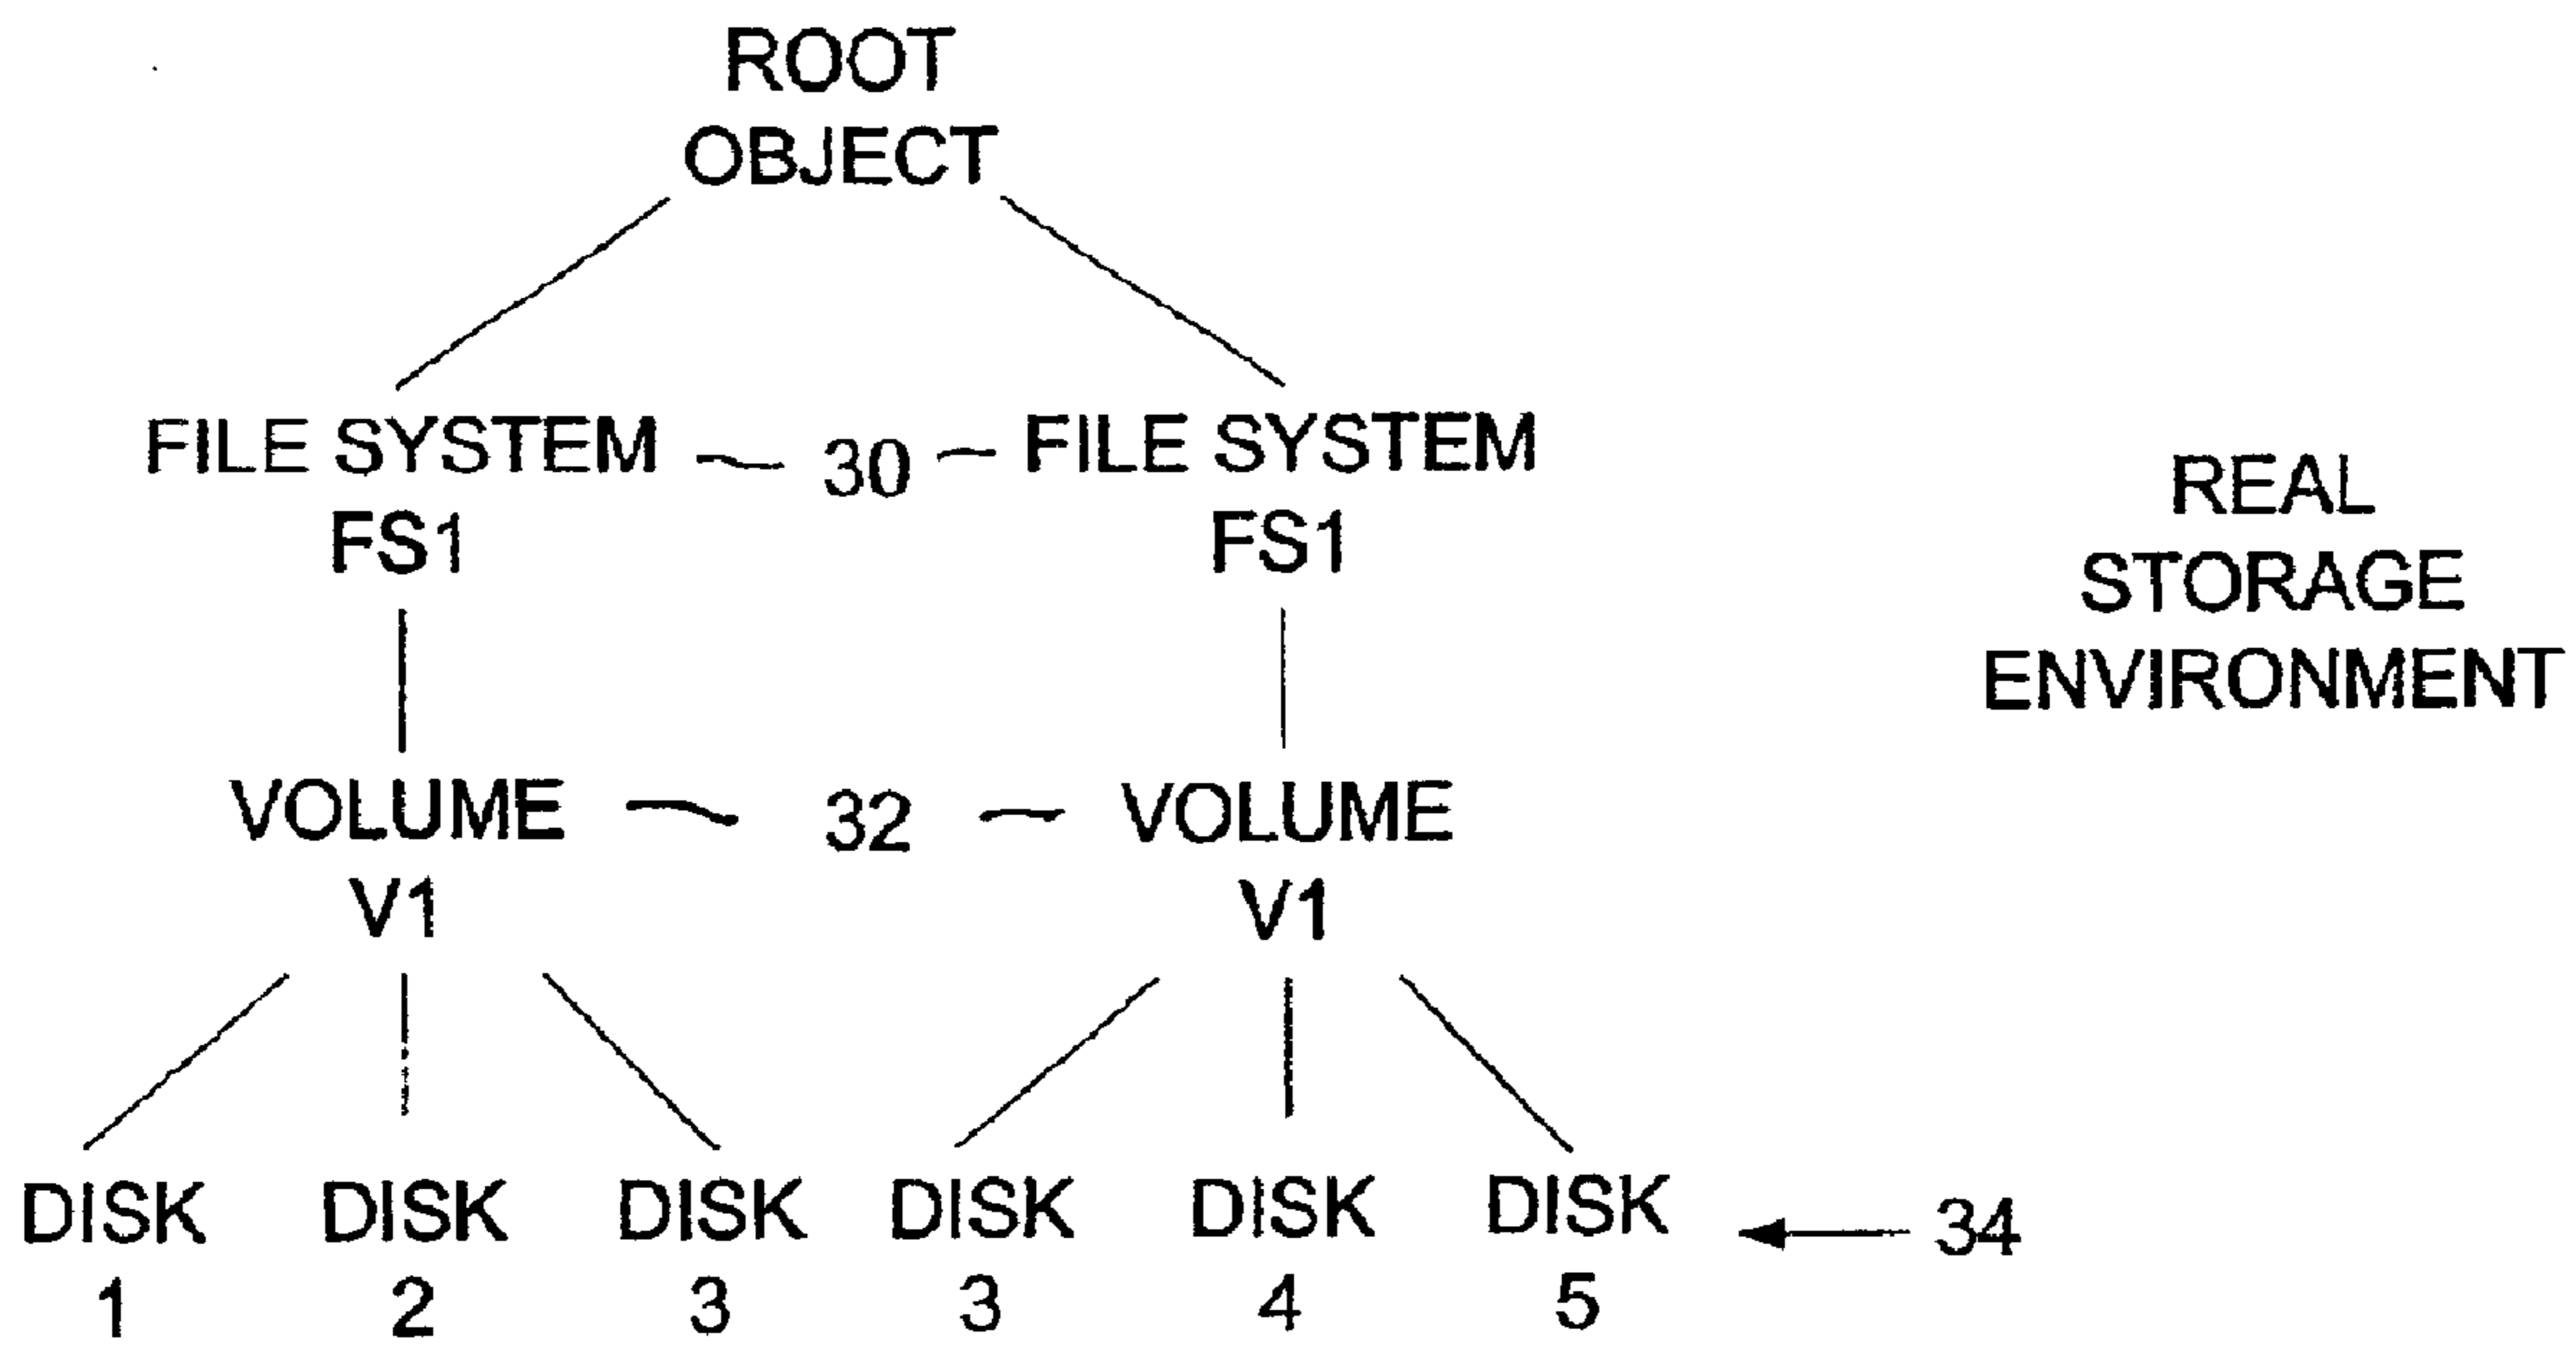 ROOT
OBJECT
FILE SYSTEM 30 FILE SYSTEM
FS1 FS1
REAL
STORAGE
ENVIRONMENT
VOLUME 32 VOLUME
V1 V1
DISK DISK DISK DISK DISK DISK 34
1 2 3 3 4 5